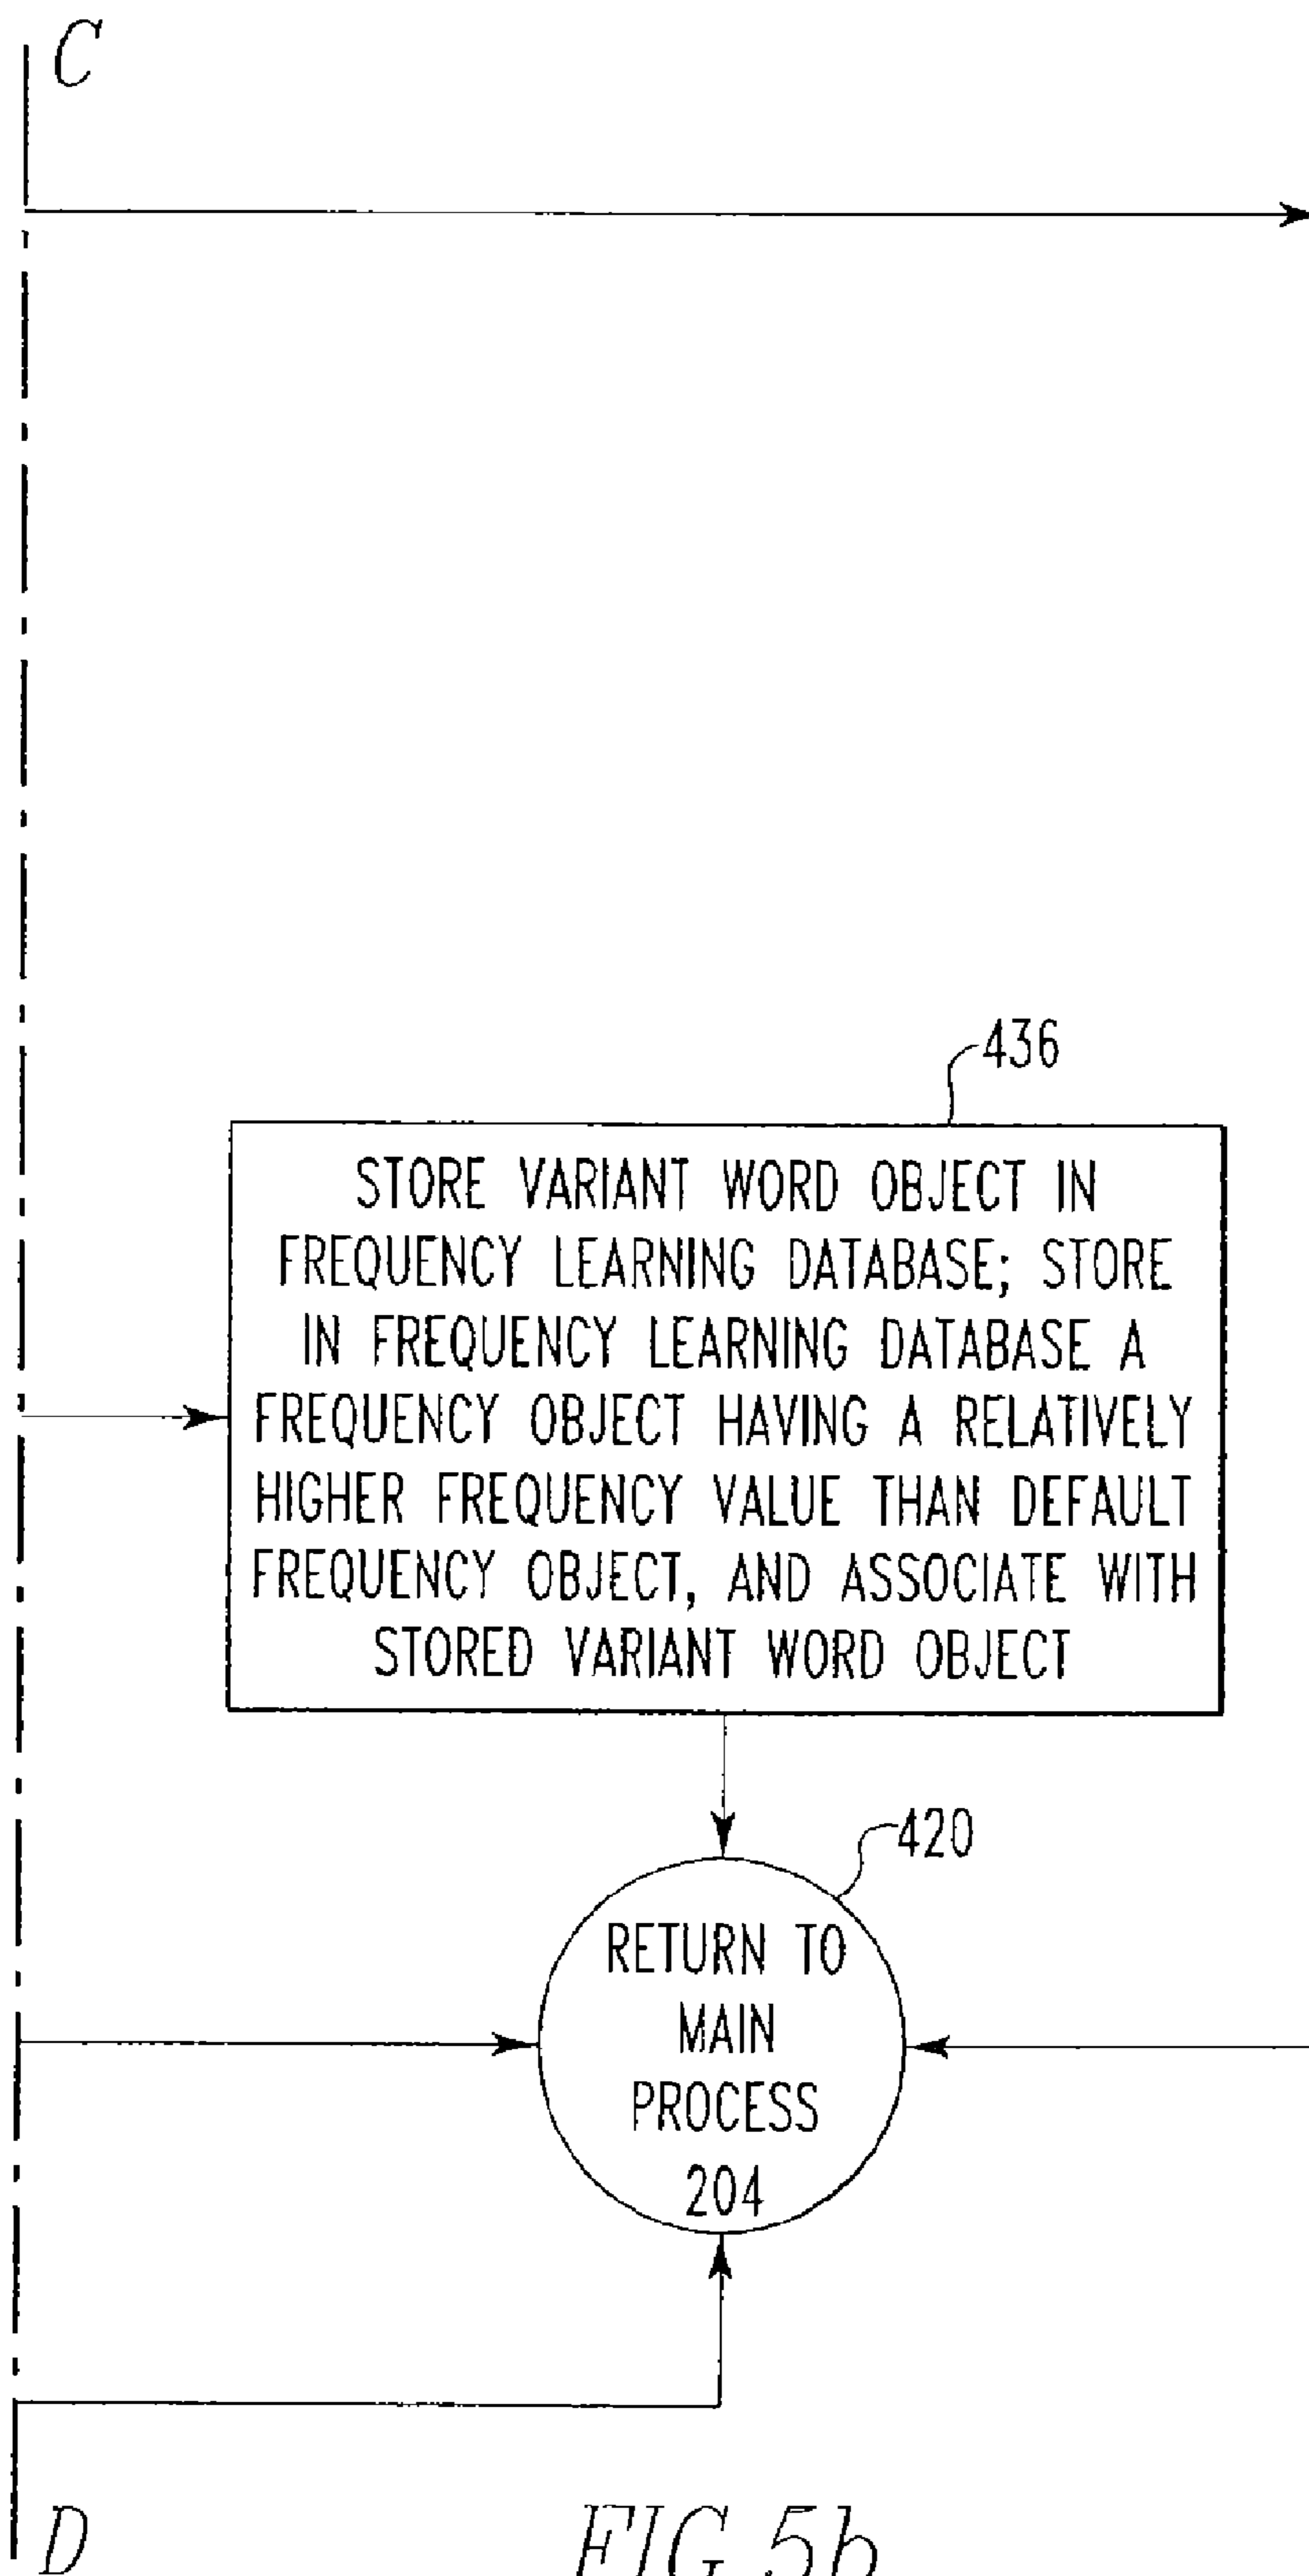 C
436
STORE VARIANT WORD OBJECT IN
FREQUENCY LEARNING DATABASE; STORE
IN FREQUENCY LEARNING DATABASE A
FREQUENCY OBJECT HAVING A RELATIVELY
HIGHER FREQUENCY VALUE THAN DEFAULT
FREQUENCY OBJECT, AND ASSOCIATE WITH
STORED VARIANT WORD OBJECT
420
RETURN TO
MAIN
PROCESS
204
D
FIG.5b